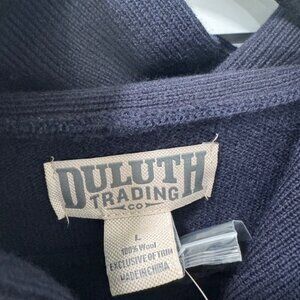 DULUTH
TRADING
CO
L
100% Wool
EXCLUSIVE OF TRIM
MADE IN CHINA